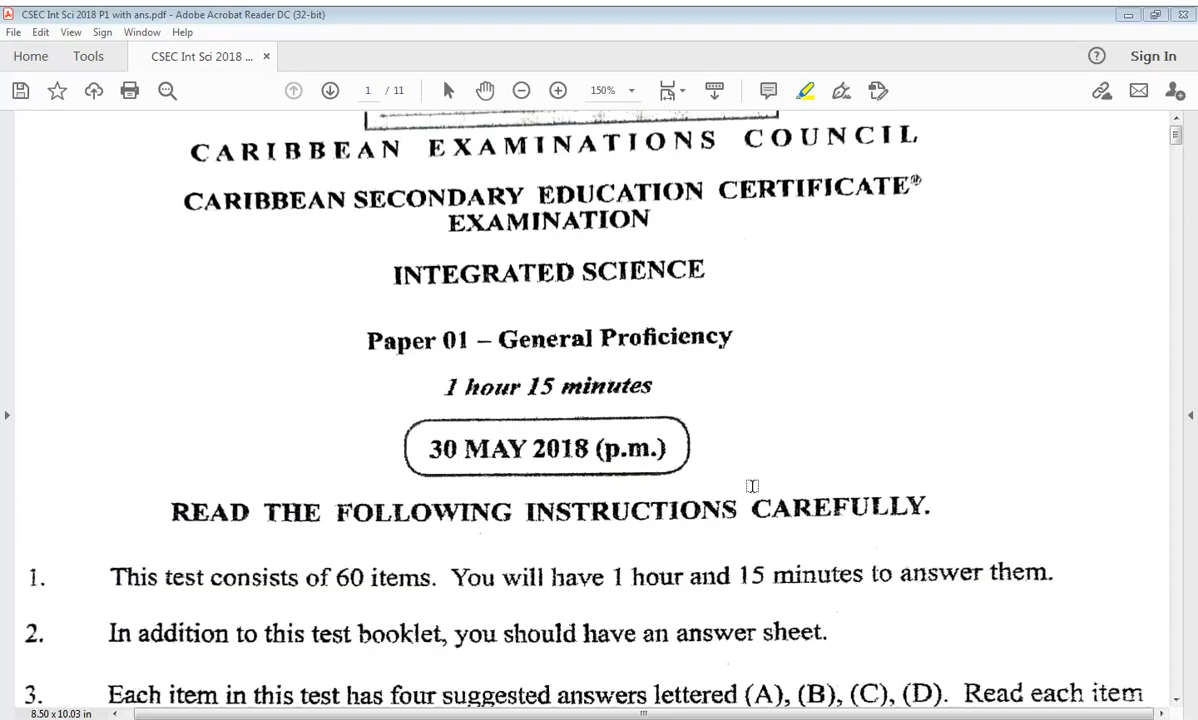 CSEC Int Sci 2018 P1 with ans.pdf - Adobe Acrobat Reader DC (32-bit)
File Edit View Sign Window Help
Home Tools CSEC Int Sci 2018 ... × Sign In
1 / 11 150%
CARIBBEAN EXAMINATIONS COUNCIL
CARIBBEAN SECONDARY EDUCATION CERTIFICATE®
EXAMINATION
INTEGRATED SCIENCE
Paper 01 – General Proficiency
1 hour 15 minutes
30 MAY 2018 (p.m.)
READ THE FOLLOWING INSTRUCTIONS CAREFULLY.
1. This test consists of 60 items. You will have 1 hour and 15 minutes to answer them.
2. In addition to this test booklet, you should have an answer sheet.
3. Each item in this test has four suggested answers lettered (A), (B), (C), (D). Read each item
8.50 x 10.03 in